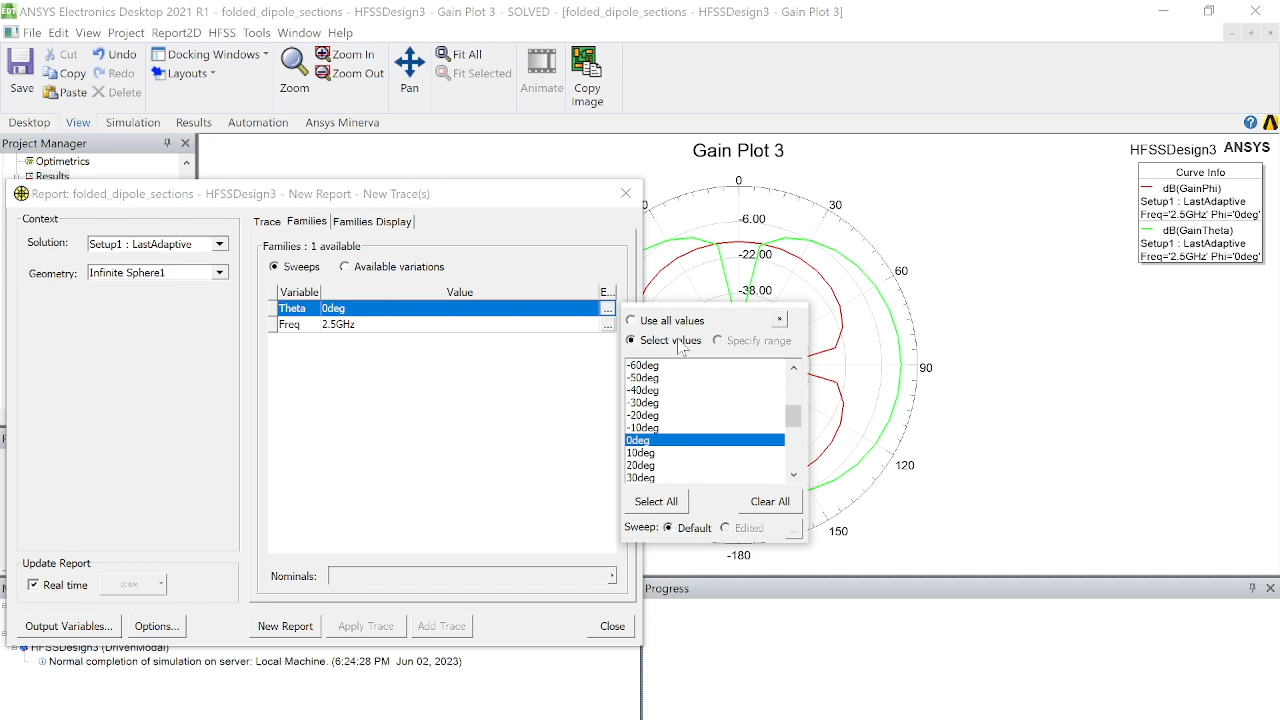 EDT ANSYS Electronics Desktop 2021 R1 - folded_dipole_sections - HFSSDesign3 - Gain Plot 3 - SOLVED - [folded_dipole_sections - HFSSDesign3 - Gain Plot 3]
File Edit View Project Report2D HFSS Tools Window Help
Save Cut Copy Paste Undo Redo Delete Docking Windows Layouts Zoom Zoom In Zoom Out Pan Fit All Fit Selected Animate Copy Image
Desktop View Simulation Results Automation Ansys Minerva
Project Manager
Optimetrics
Results
Report: folded_dipole_sections - HFSSDesign3 - New Report - New Trace(s)
Context
Solution: Setup1 : LastAdaptive
Geometry: Infinite Sphere1
Update Report
Real time Update
Output Variables... Options...
Trace Families Families Display
Families : 1 available
Sweeps Available variations
Variable Value E...
Theta 0deg ...
Freq 2.5GHz ...
Nominals:
New Report Apply Trace Add Trace Close
Use all values ×
Select values Specify range
-60deg
-50deg
-40deg
-30deg
-20deg
-10deg
0deg
10deg
20deg
30deg
Select All Clear All
Sweep: Default Edited ...
Gain Plot 3
HFSSDesign3 ANSYS
Curve Info
dB(GainPhi)
Setup1 : LastAdaptive
Freq='2.5GHz' Phi='0deg'
dB(GainTheta)
Setup1 : LastAdaptive
Freq='2.5GHz' Phi='0deg'
0
30
-6.00
-22.00
60
-38.00
90
120
150
-180
Progress
HFSSDesign3 (DrivenModal)
Normal completion of simulation on server: Local Machine. (6:24:28 PM Jun 02, 2023)